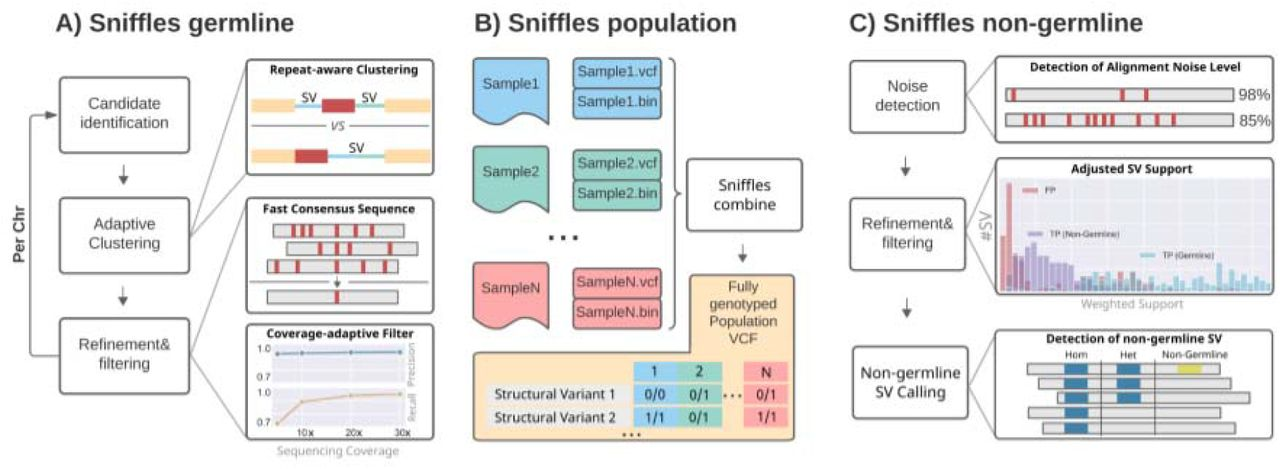 A) Sniffles germline
Per Chr
Candidate
identification
Adaptive
Clustering
Refinement&
filtering
Repeat-aware Clustering
SV SV
VS
SV
Fast Consensus Sequence
Coverage-adaptive Filter
1.0
0.7
Precision
1.0
0.7
Recall
10x 20x 30x
Sequencing Coverage
B) Sniffles population
Sample1
Sample1.vcf
Sample1.bin
Sample2
Sample2.vcf
Sample2.bin
...
SampleN
SampleN.vcf
SampleN.bin
Sniffles
combine
Fully
genotyped
Population
VCF
1 2 N
Structural Variant 1 0/0 0/1 ... 0/1
Structural Variant 2 1/1 0/1 1/1
...
C) Sniffles non-germline
Noise
detection
Refinement&
filtering
Non-germline
SV Calling
Detection of Alignment Noise Level
98%
85%
Adjusted SV Support
#SV
FP
TP (Non-Germline)
TP (Germline)
Weighted Support
Detection of non-germline SV
Hom Het Non-Germline